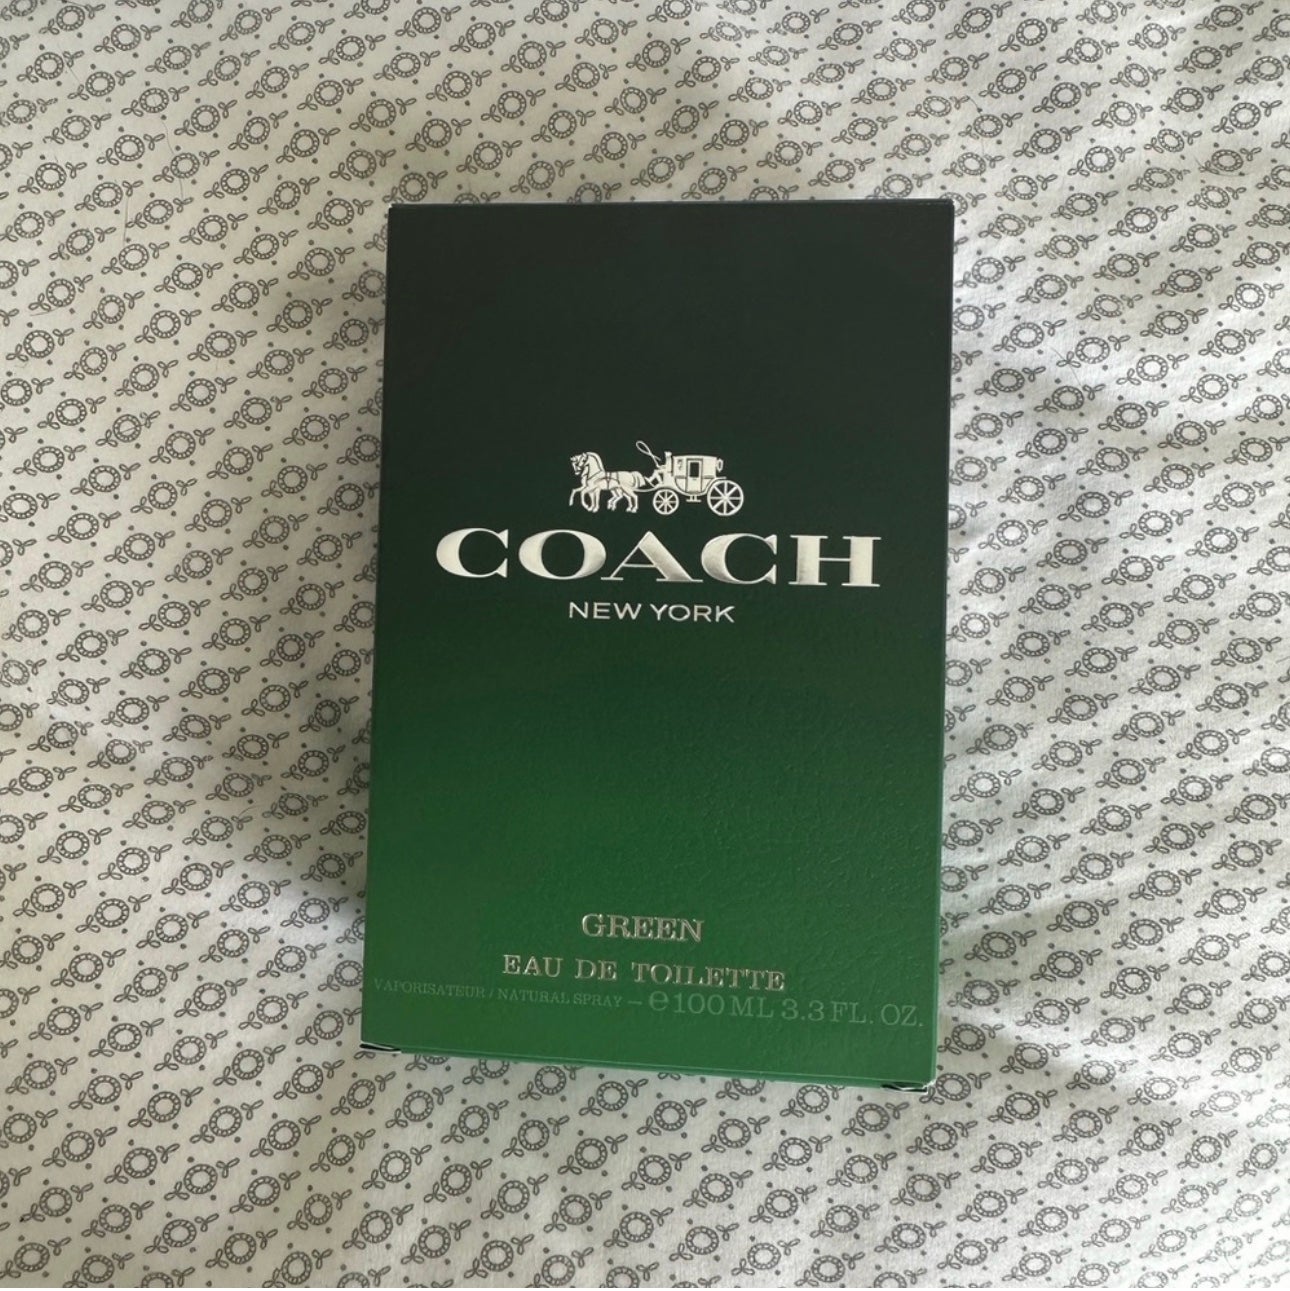 COACH
NEW YORK
GREEN
EAU DE TOILETTE
VAPORISATEUR / NATURAL SPRAY – ℮ 100 ML 3.3 FL. OZ.